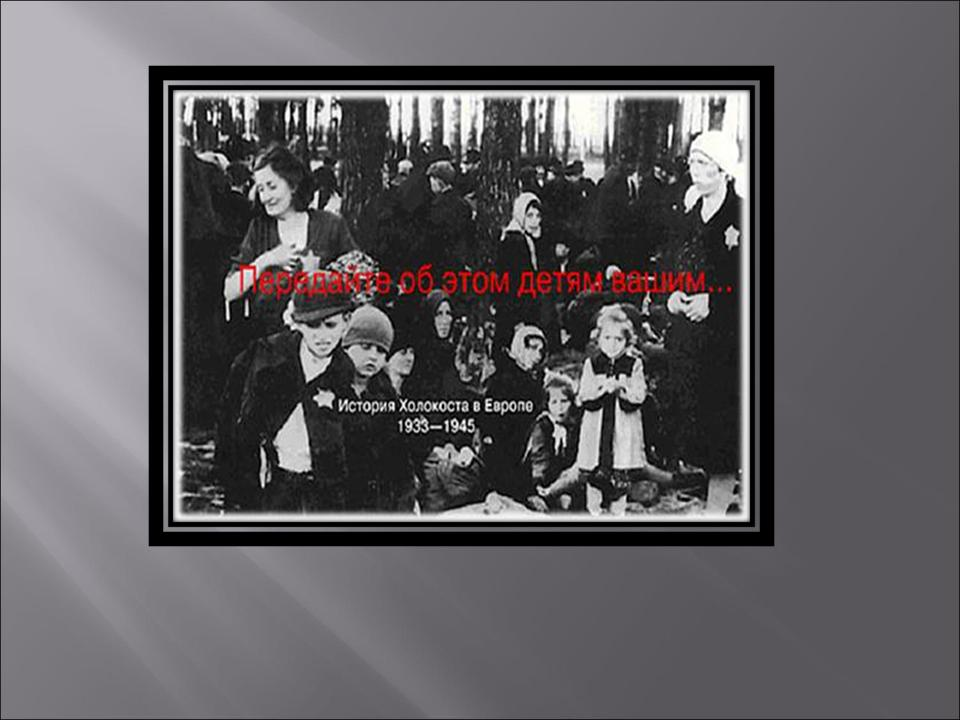 Передайте об этом детям вашим...
История Холокоста в Европе
1933—1945